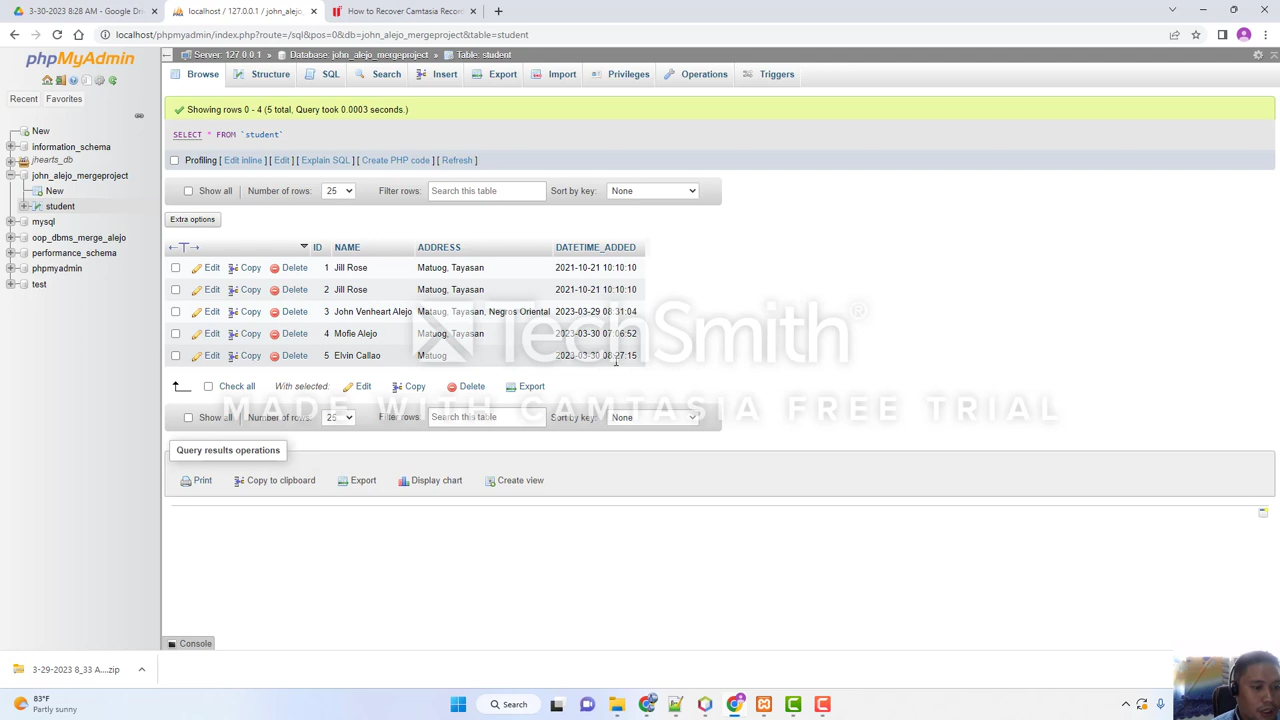 3-30-2023 8:28 AM - Google Dri
localhost / 127.0.0.1 / john_alejo_
How to Recover Camtasia Record
localhost/phpmyadmin/index.php?route=/sql&pos=0&db=john_alejo_mergeproject&table=student
phpMyAdmin
Server: 127.0.0.1 » Database: john_alejo_mergeproject » Table: student
Browse Structure SQL Search Insert Export Import Privileges Operations Triggers
Recent Favorites
New
information_schema
jhearts_db
john_alejo_mergeproject
New
student
mysql
oop_dbms_merge_alejo
performance_schema
phpmyadmin
test
Showing rows 0 - 4 (5 total, Query took 0.0003 seconds.)
SELECT * FROM `student`
Profiling [ Edit inline ] [ Edit ] [ Explain SQL ] [ Create PHP code ] [ Refresh ]
Show all Number of rows: 25 Filter rows: Search this table Sort by key: None
Extra options
←T→ ID NAME ADDRESS DATETIME_ADDED
Edit Copy Delete 1 Jill Rose Matuog, Tayasan 2021-10-21 10:10:10
Edit Copy Delete 2 Jill Rose Matuog, Tayasan 2021-10-21 10:10:10
Edit Copy Delete 3 John Venheart Alejo Matuog, Tayasan, Negros Oriental 2023-03-29 08:31:04
Edit Copy Delete 4 Mofie Alejo Matuog, Tayasan 2023-03-30 07:06:52
Edit Copy Delete 5 Elvin Callao Matuog 2023-03-30 08:27:15
TechSmith®
Check all With selected: Edit Copy Delete Export
MADE WITH CAMTASIA FREE TRIAL
Show all Number of rows: 25 Filter rows: Search this table Sort by key: None
Query results operations
Print Copy to clipboard Export Display chart Create view
Console
3-29-2023 8_33 A....zip
83°F
Partly sunny
Search